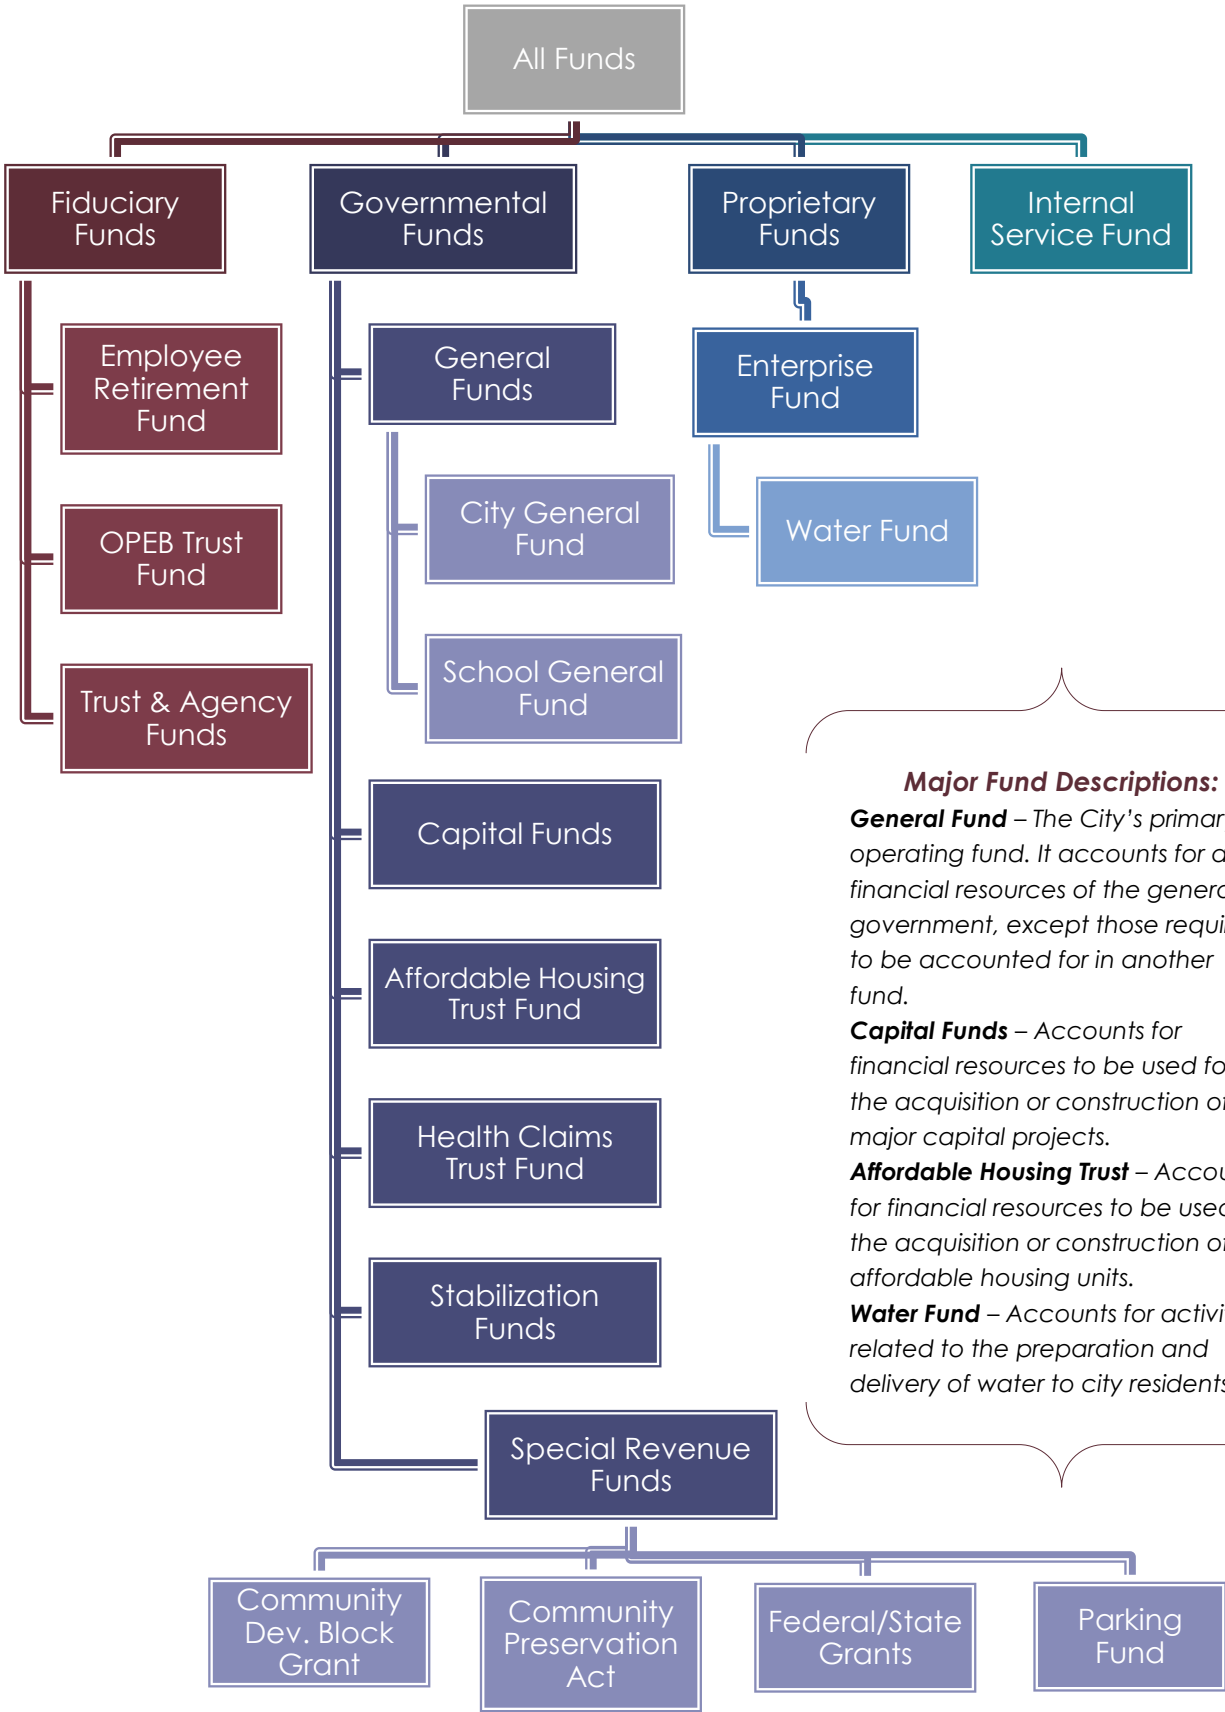 All Funds
Fiduciary
Funds
Governmental
Funds
Proprietary
Funds
Internal
Service Fund
Employee
Retirement
Fund
OPEB Trust
Fund
Trust & Agency
Funds
General
Funds
City General
Fund
School General
Fund
Capital Funds
Affordable Housing
Trust Fund
Health Claims
Trust Fund
Stabilization
Funds
Special Revenue
Funds
Community
Dev. Block
Grant
Community
Preservation
Act
Federal/State
Grants
Parking
Fund
Enterprise
Fund
Water Fund
Major Fund Descriptions:
General Fund – The City's primar
operating fund. It accounts for a
financial resources of the genera
government, except those requi
to be accounted for in another
fund.
Capital Funds – Accounts for
financial resources to be used fo
the acquisition or construction of
major capital projects.
Affordable Housing Trust – Accou
for financial resources to be used
the acquisition or construction of
affordable housing units.
Water Fund – Accounts for activi
related to the preparation and
delivery of water to city residents